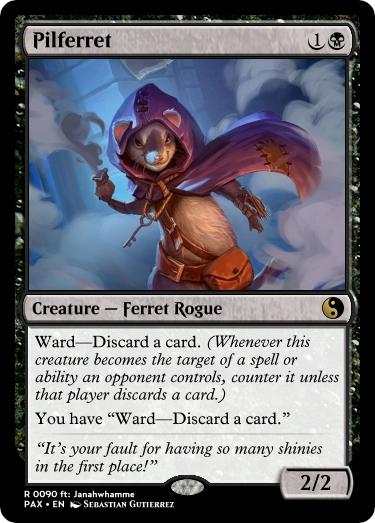 Pilferret 1
Creature — Ferret Rogue
Ward—Discard a card. (Whenever this
creature becomes the target of a spell or
ability an opponent controls, counter it unless
that player discards a card.)
You have “Ward—Discard a card.”
“It’s your fault for having so many shinies
in the first place!”
2/2
R 0090 ft: Janahwhamme
PAX • EN Sebastian Gutierrez